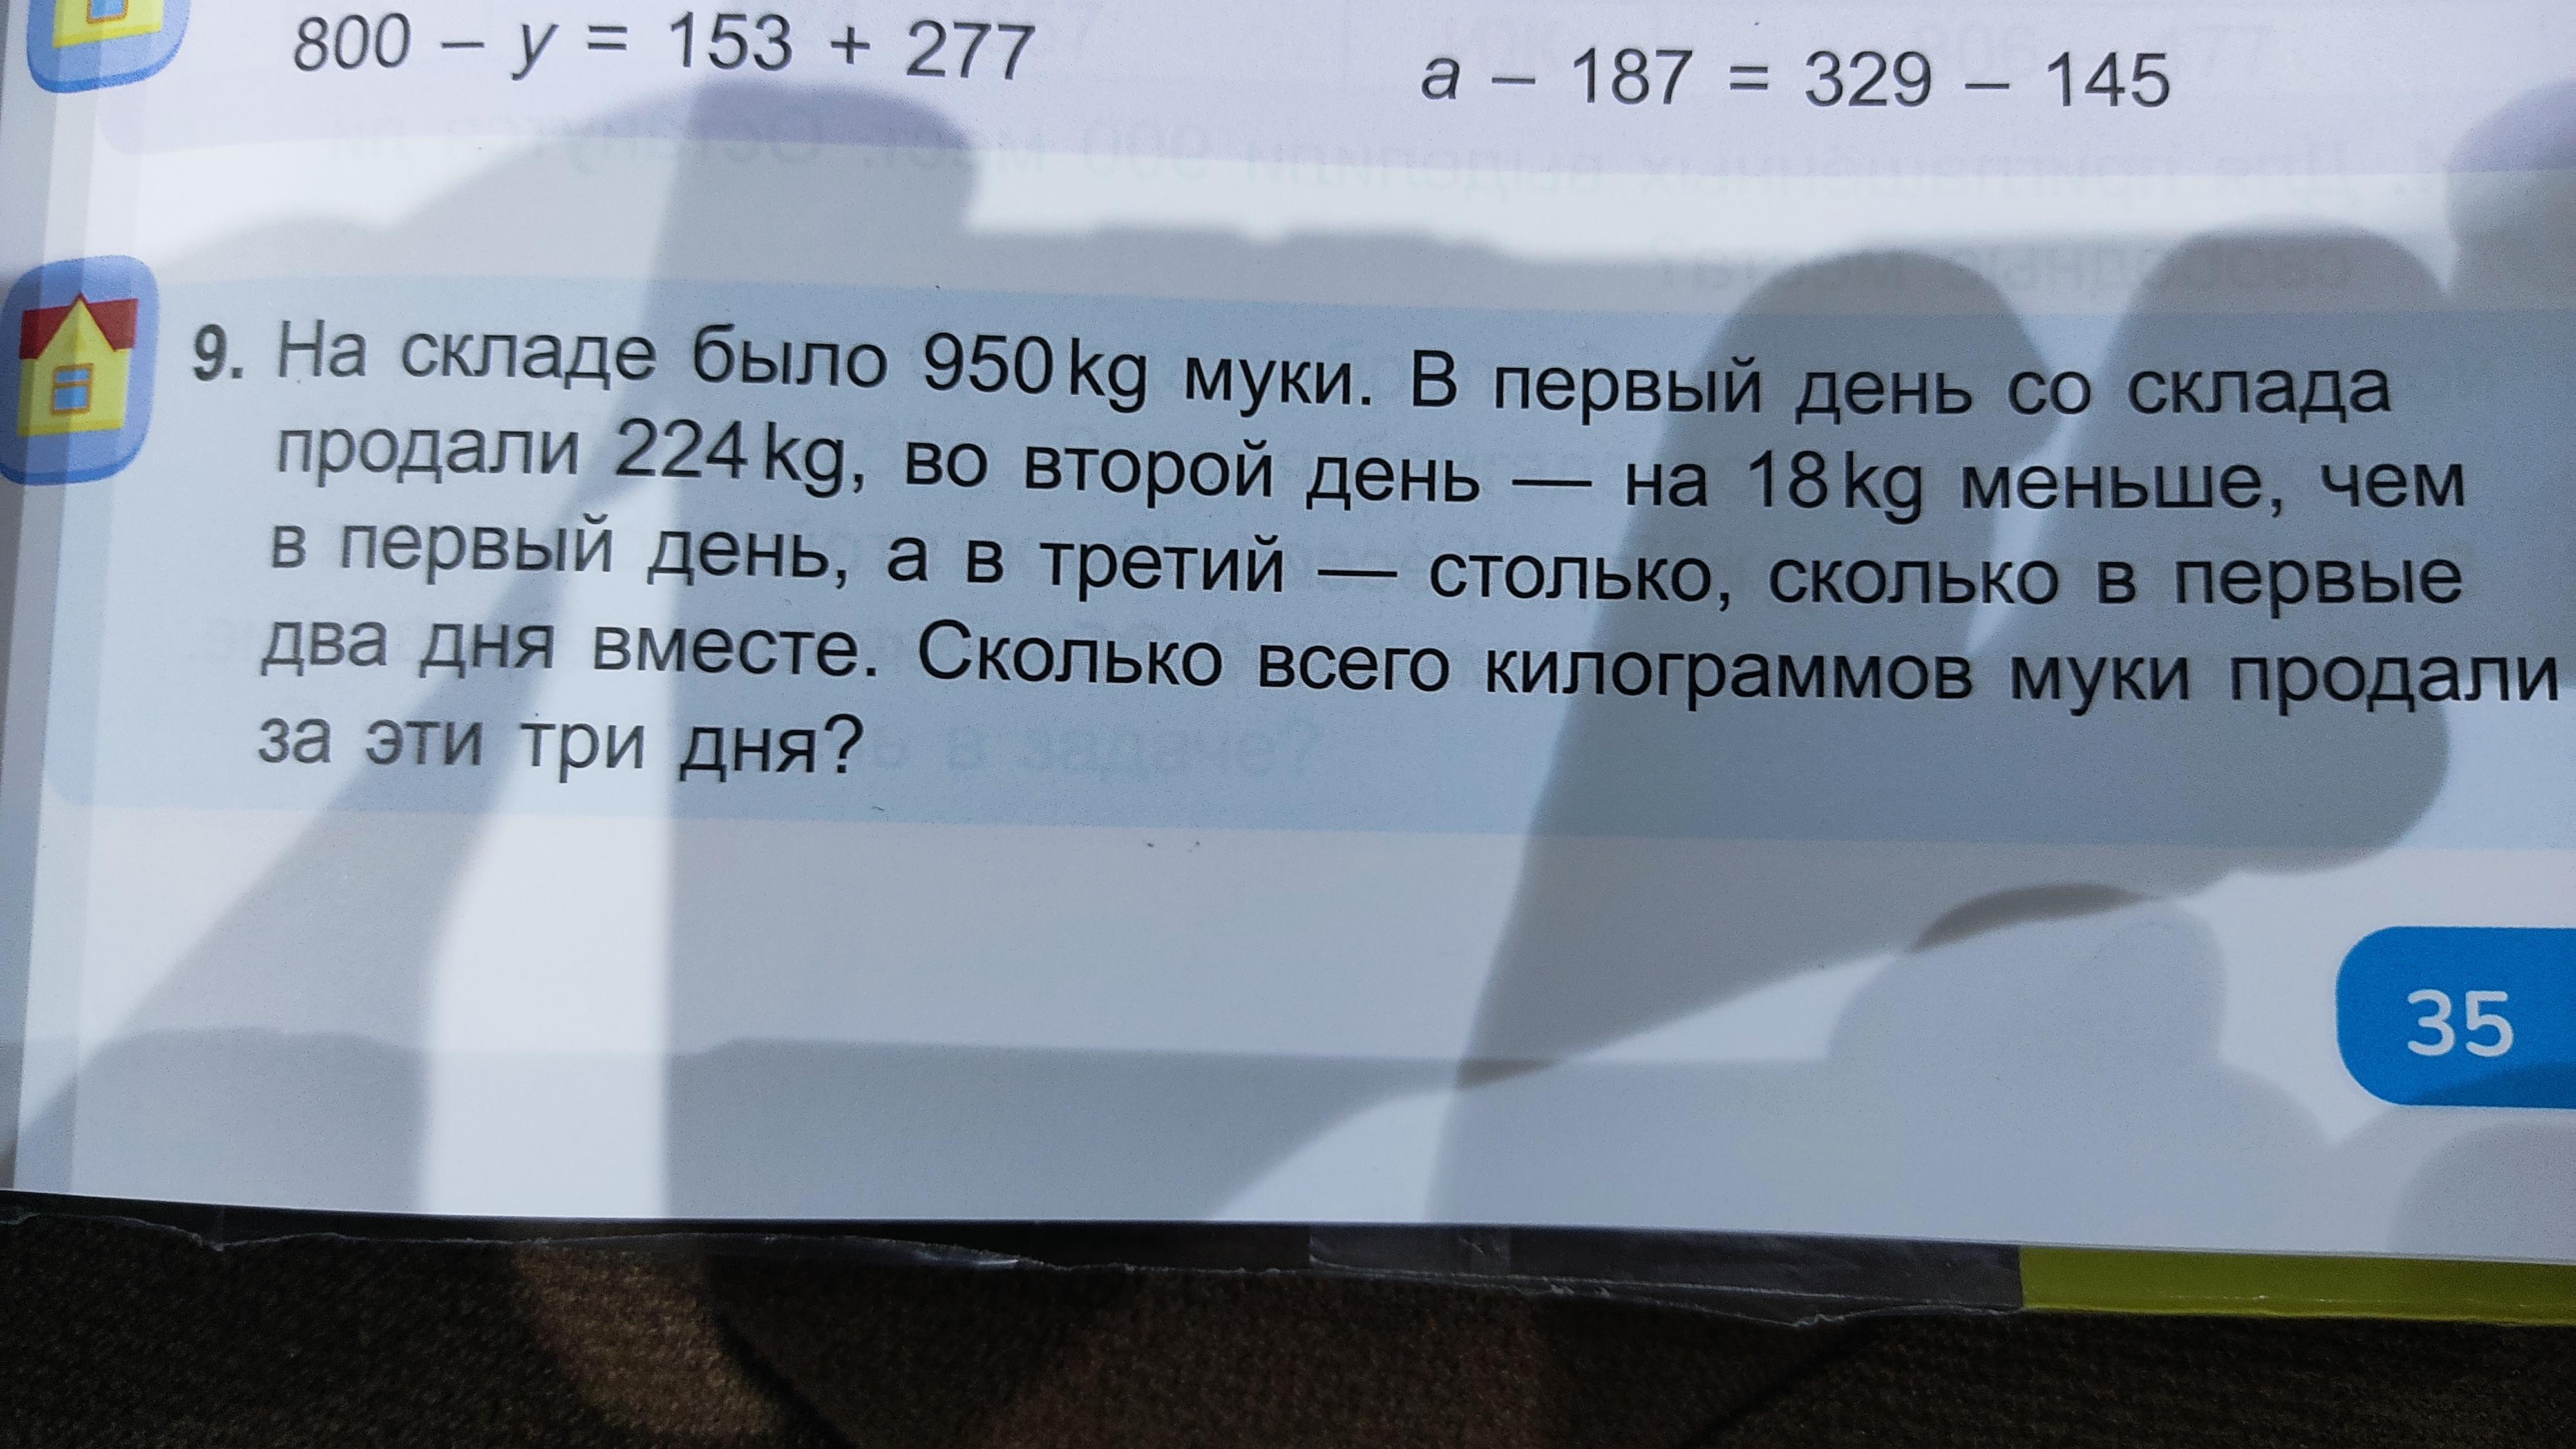 800 – y = 153 + 277
a – 187 = 329 – 145
9. На складе было 950 kg муки. В первый день со склада
продали 224 kg, во второй день — на 18 kg меньше, чем
в первый день, а в третий — столько, сколько в первые
два дня вместе. Сколько всего килограммов муки продали
за эти три дня?
35